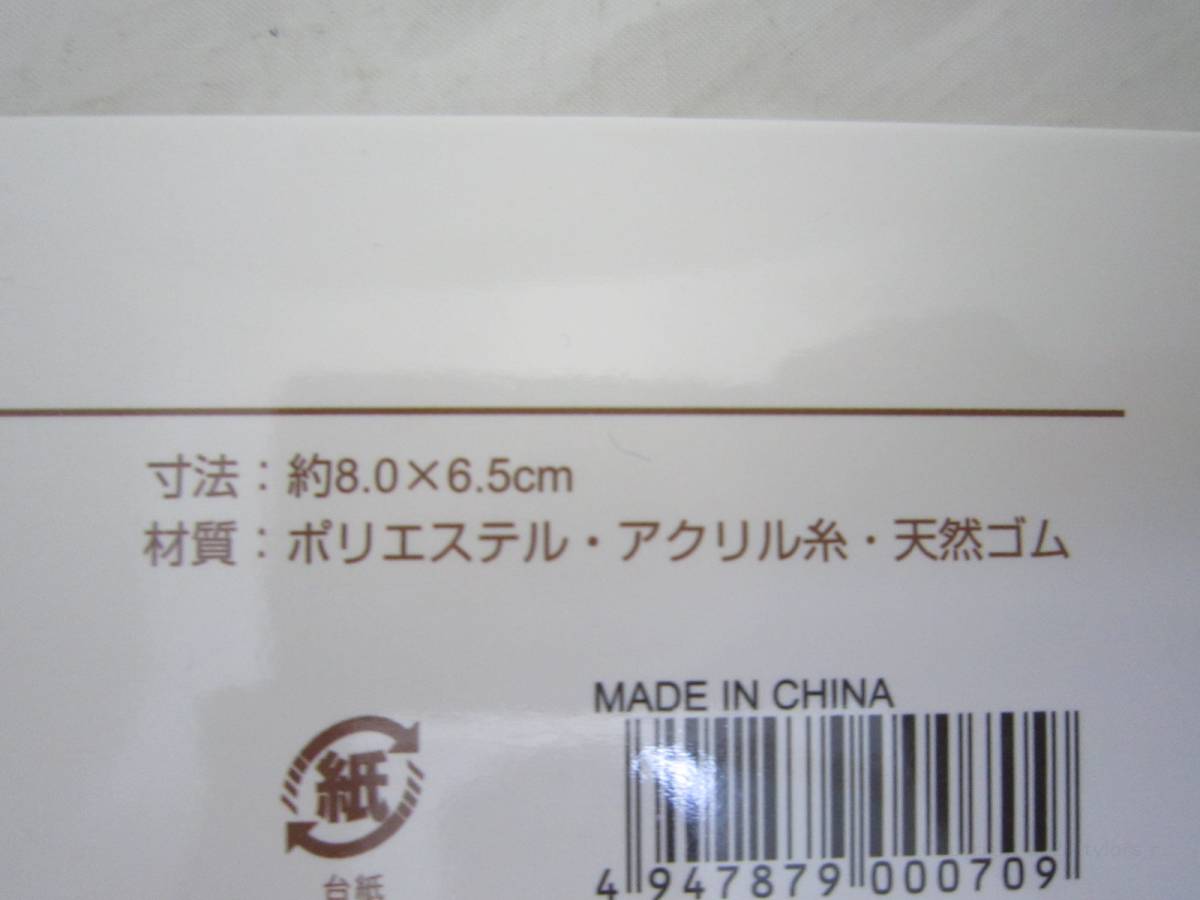 寸法：約8.0×6.5cm
材質：ポリエステル・アクリル糸・天然ゴム
MADE IN CHINA
紙
台紙
4 947879 000709